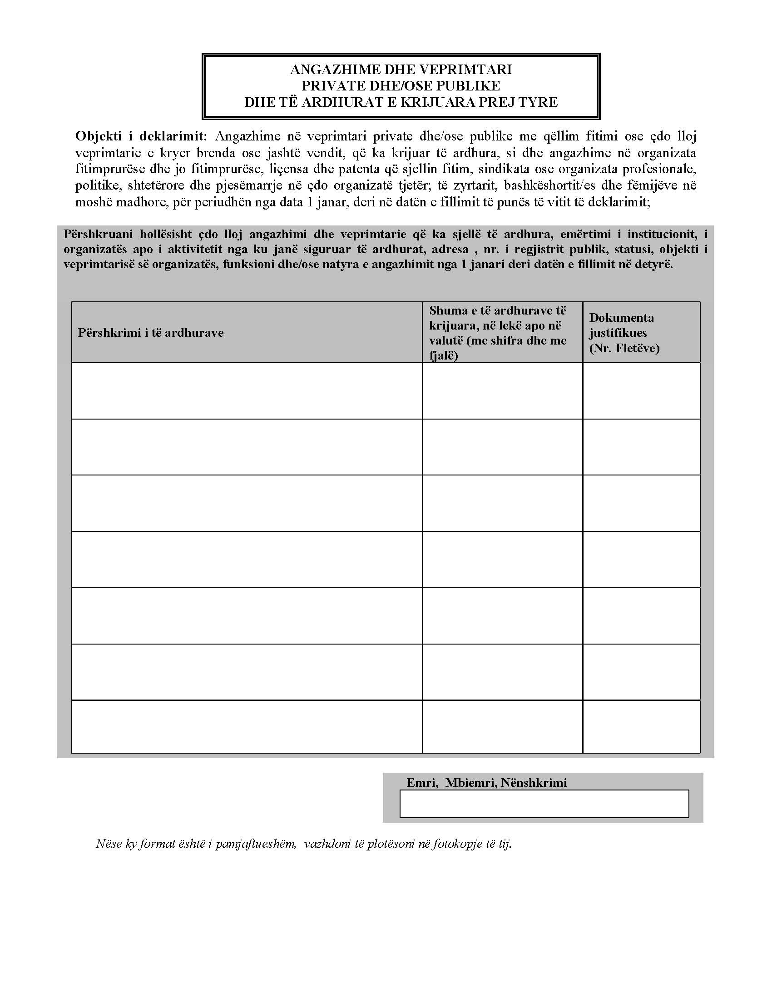 ANGAZHIME DHE VEPRIMTARI
PRIVATE DHE/OSE PUBLIKE
DHE TË ARDHURAT E KRIJUARA PREJ TYRE
Objekti i deklarimit: Angazhime në veprimtari private dhe/ose publike me qëllim fitimi ose çdo lloj
veprimtarie e kryer brenda ose jashtë vendit, që ka krijuar të ardhura, si dhe angazhime në organizata
fitimprurëse dhe jo fitimprurëse, liçensa dhe patenta që sjellin fitim, sindikata ose organizata profesionale,
politike, shtetërore dhe pjesëmarrje në çdo organizatë tjetër; të zyrtarit, bashkëshortit/es dhe fëmijëve në
moshë madhore, për periudhën nga data 1 janar, deri në datën e fillimit të punës të vitit të deklarimit;
Përshkruani hollësisht çdo lloj angazhimi dhe veprimtarie që ka sjellë të ardhura, emërtimi i institucionit, i
organizatës apo i aktivitetit nga ku janë siguruar të ardhurat, adresa , nr. i regjistrit publik, statusi, objekti i
veprimtarisë së organizatës, funksioni dhe/ose natyra e angazhimit nga 1 janari deri datën e fillimit në detyrë.
Përshkrimi i të ardhurave
Shuma e të ardhurave të
krijuara, në lekë apo në
valutë (me shifra dhe me
fjalë)
Dokumenta
justifikues
(Nr. Fletëve)
Emri, Mbiemri, Nënshkrimi
Nëse ky format është i pamjaftueshëm, vazhdoni të plotësoni në fotokopje të tij.